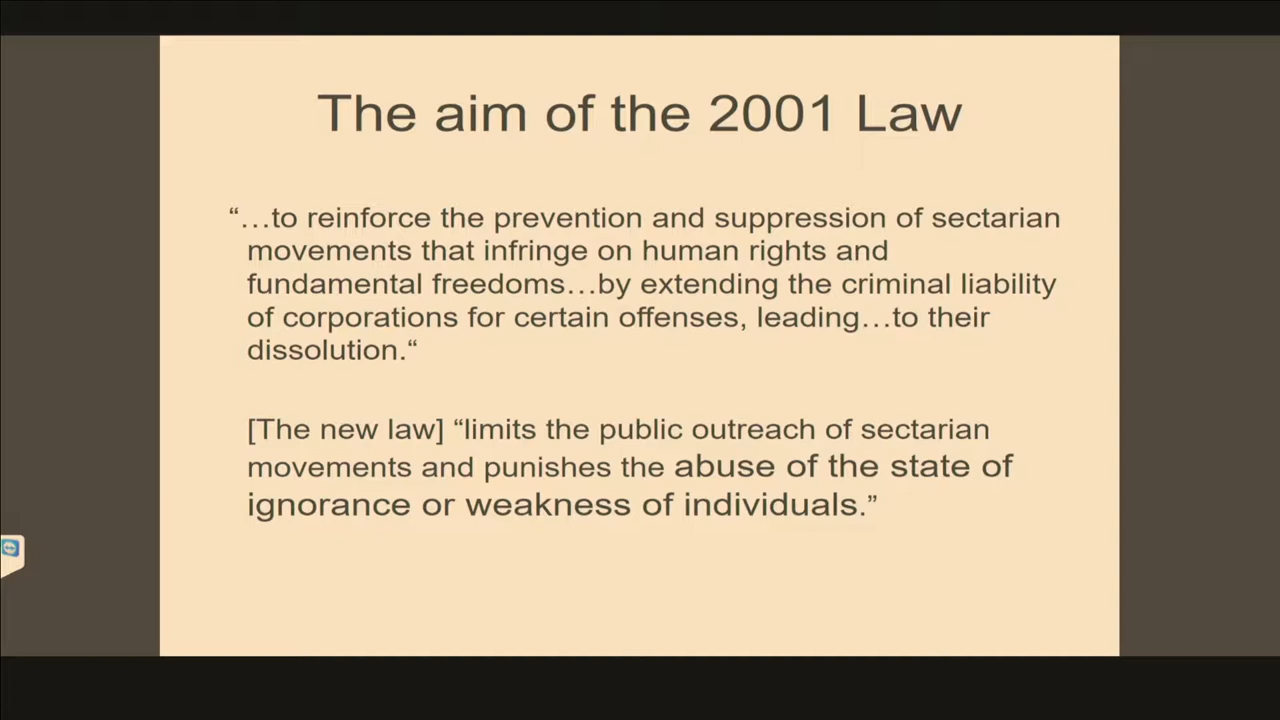 The aim of the 2001 Law
“…to reinforce the prevention and suppression of sectarian
movements that infringe on human rights and
fundamental freedoms…by extending the criminal liability
of corporations for certain offenses, leading…to their
dissolution.“
[The new law] “limits the public outreach of sectarian
movements and punishes the abuse of the state of
ignorance or weakness of individuals.”